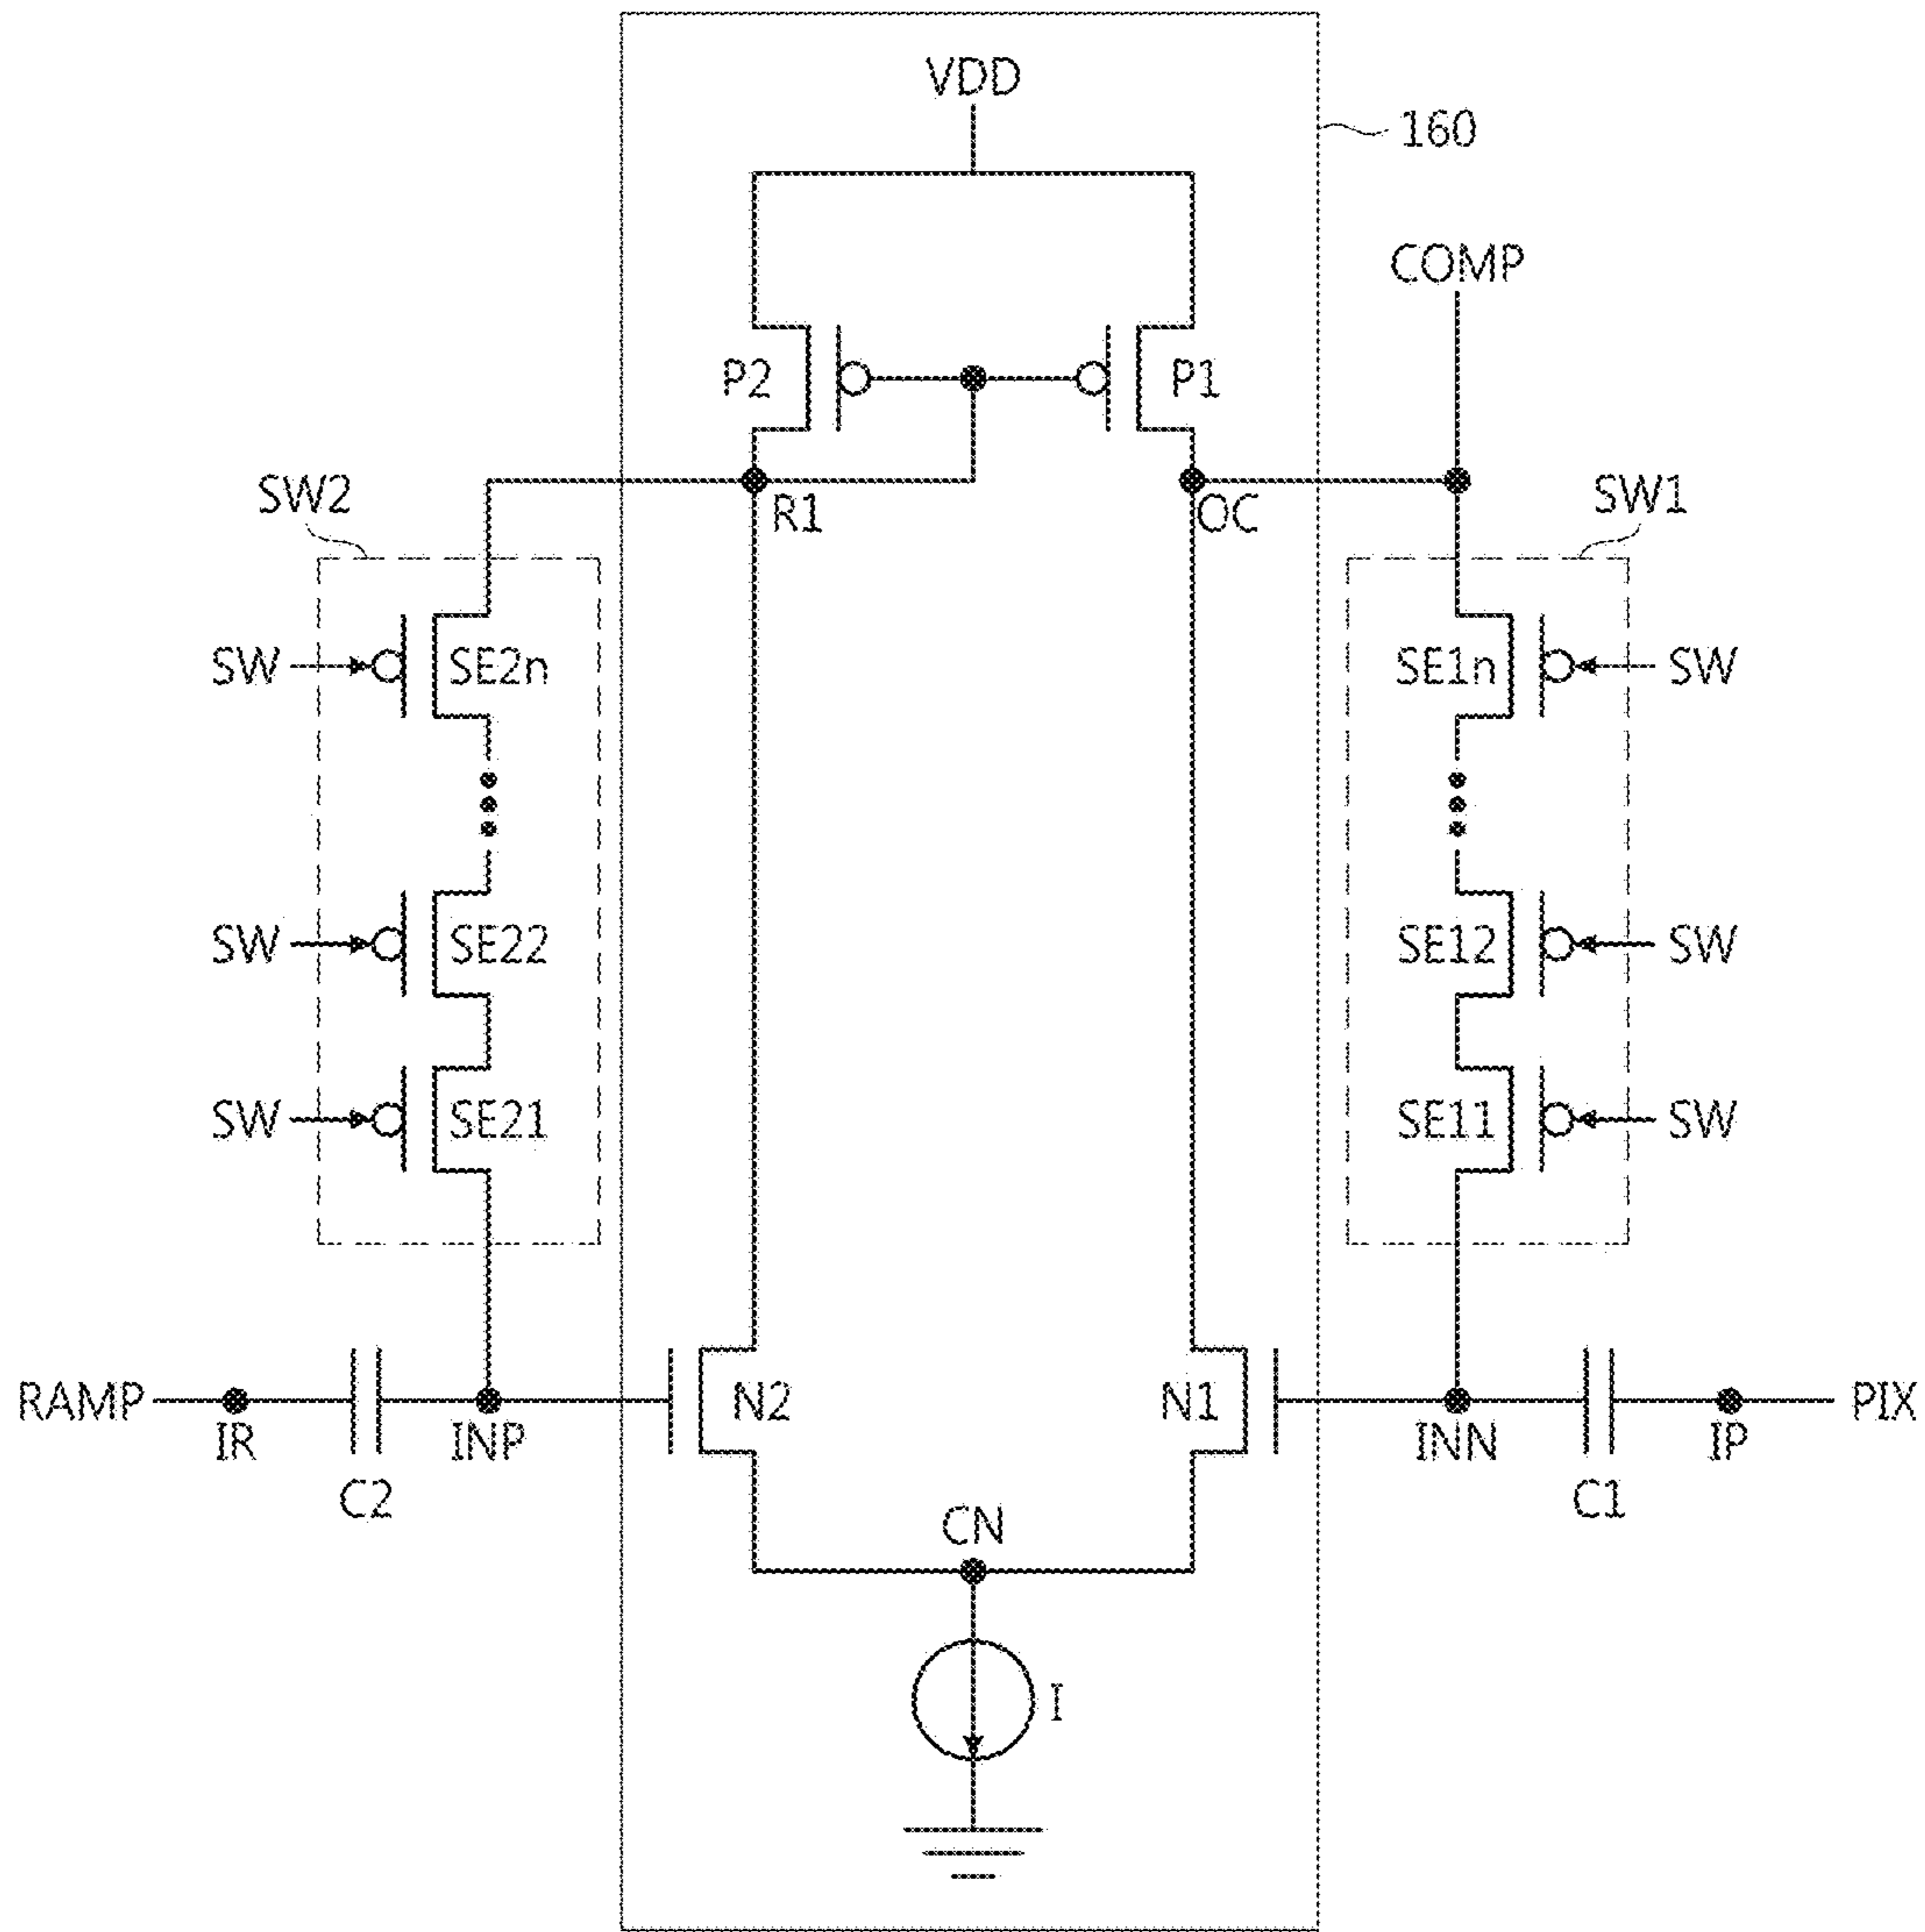 VDD
160
COMP
P2
P1
SW2
R1
OC
SW1
SW
SE2n
SE1n
SW
SW
SE22
SE12
SW
SW
SE21
SE11
SW
RAMP
IR
C2
INP
N2
N1
INN
C1
IP
PIX
CN
I